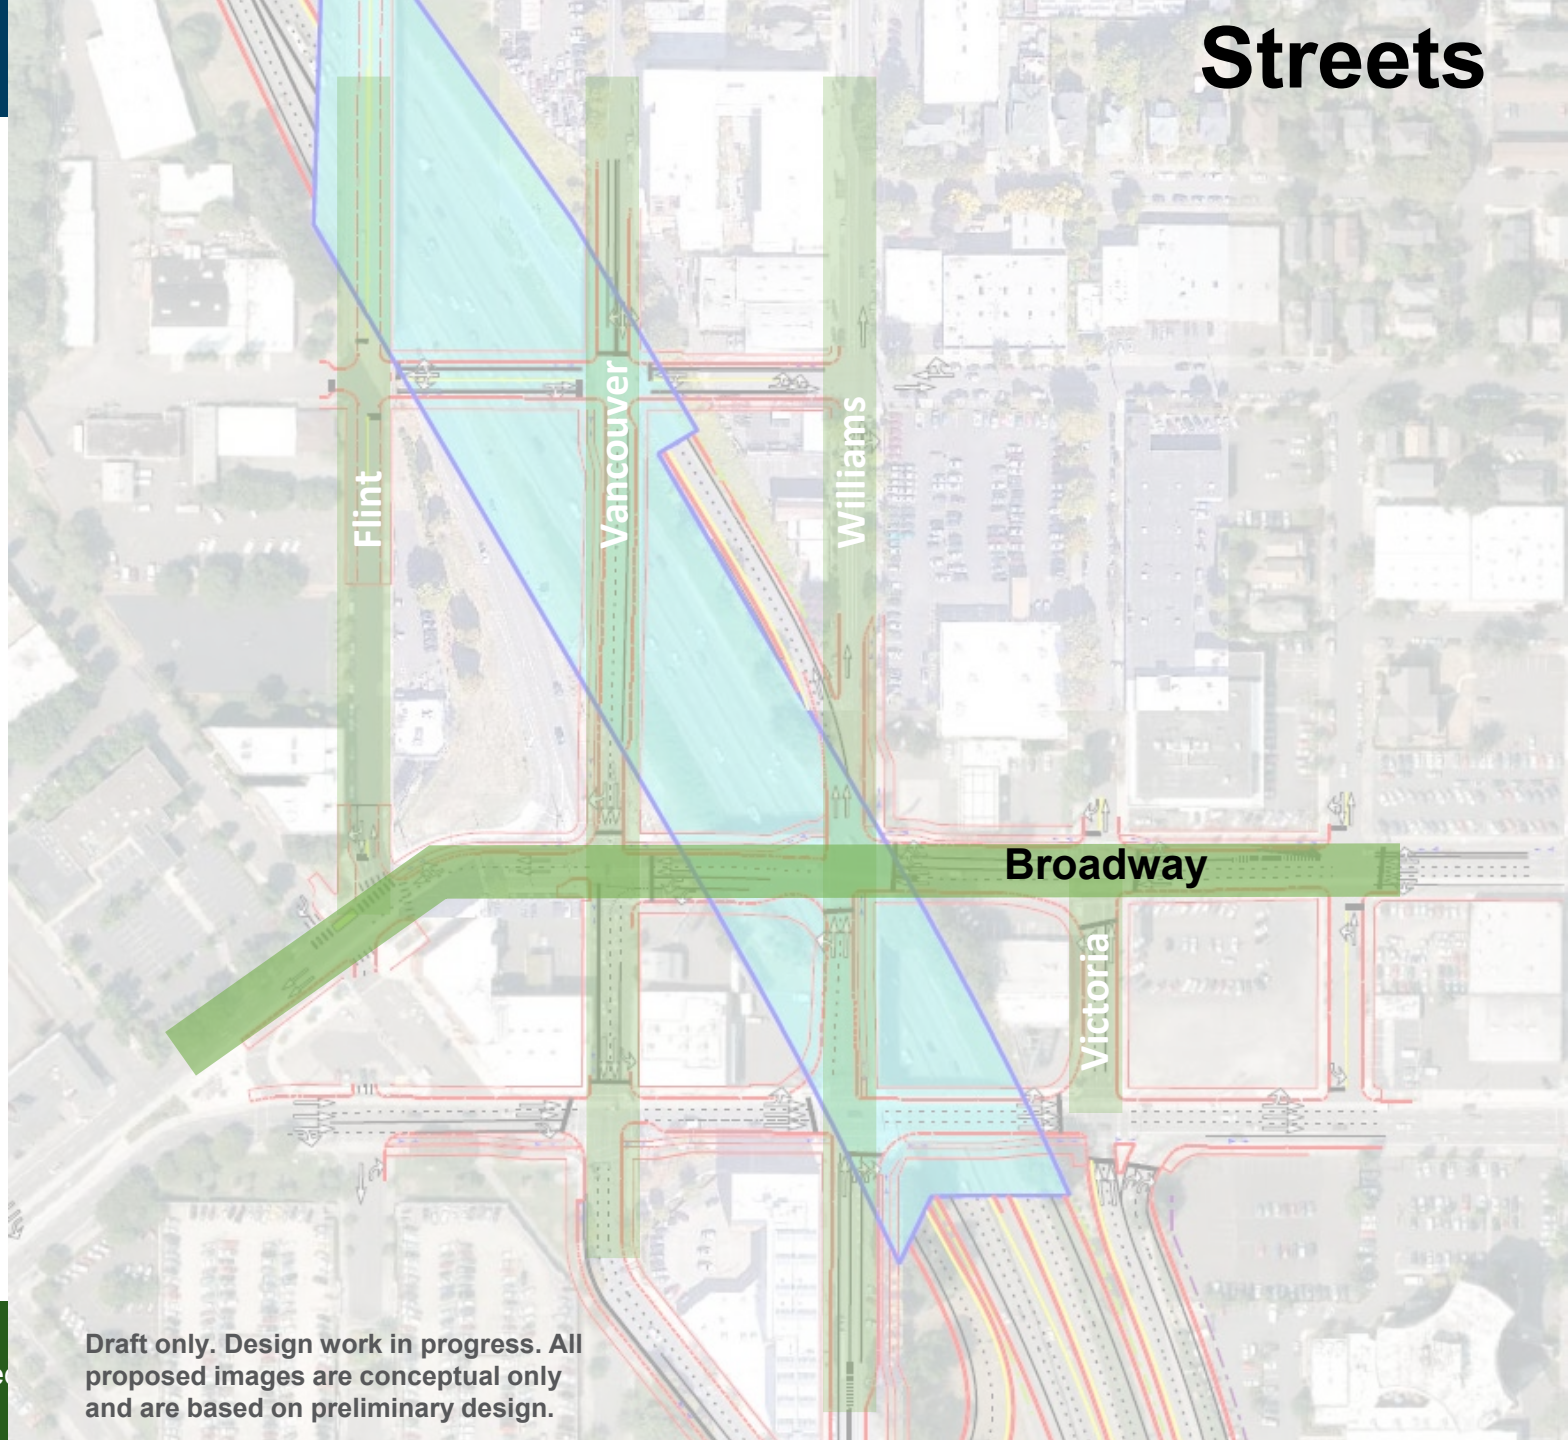 Streets
Flint
Vancouver
Williams
Broadway
Victoria
Draft only. Design work in progress. All
proposed images are conceptual only
and are based on preliminary design.